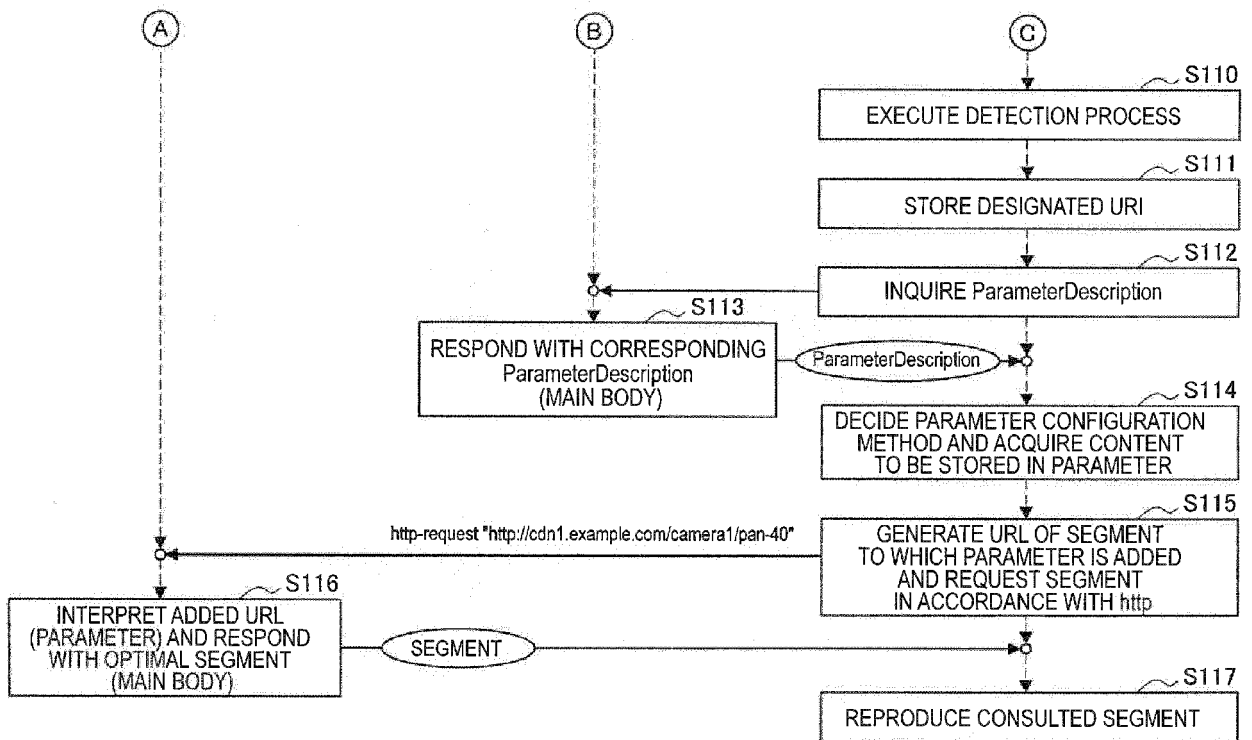 A
B
C
S110
EXECUTE DETECTION PROCESS
S111
STORE DESIGNATED URI
S112
INQUIRE ParameterDescription
S113
RESPOND WITH CORRESPONDING
ParameterDescription
(MAIN BODY)
ParameterDescription
S114
DECIDE PARAMETER CONFIGURATION
METHOD AND ACQUIRE CONTENT
TO BE STORED IN PARAMETER
S115
http-request "http://cdn1.example.com/camera1/pan-40"
GENERATE URL OF SEGMENT
TO WHICH PARAMETER IS ADDED
AND REQUEST SEGMENT
IN ACCORDANCE WITH http
S116
INTERPRET ADDED URL
(PARAMETER) AND RESPOND
WITH OPTIMAL SEGMENT
(MAIN BODY)
SEGMENT
S117
REPRODUCE CONSULTED SEGMENT